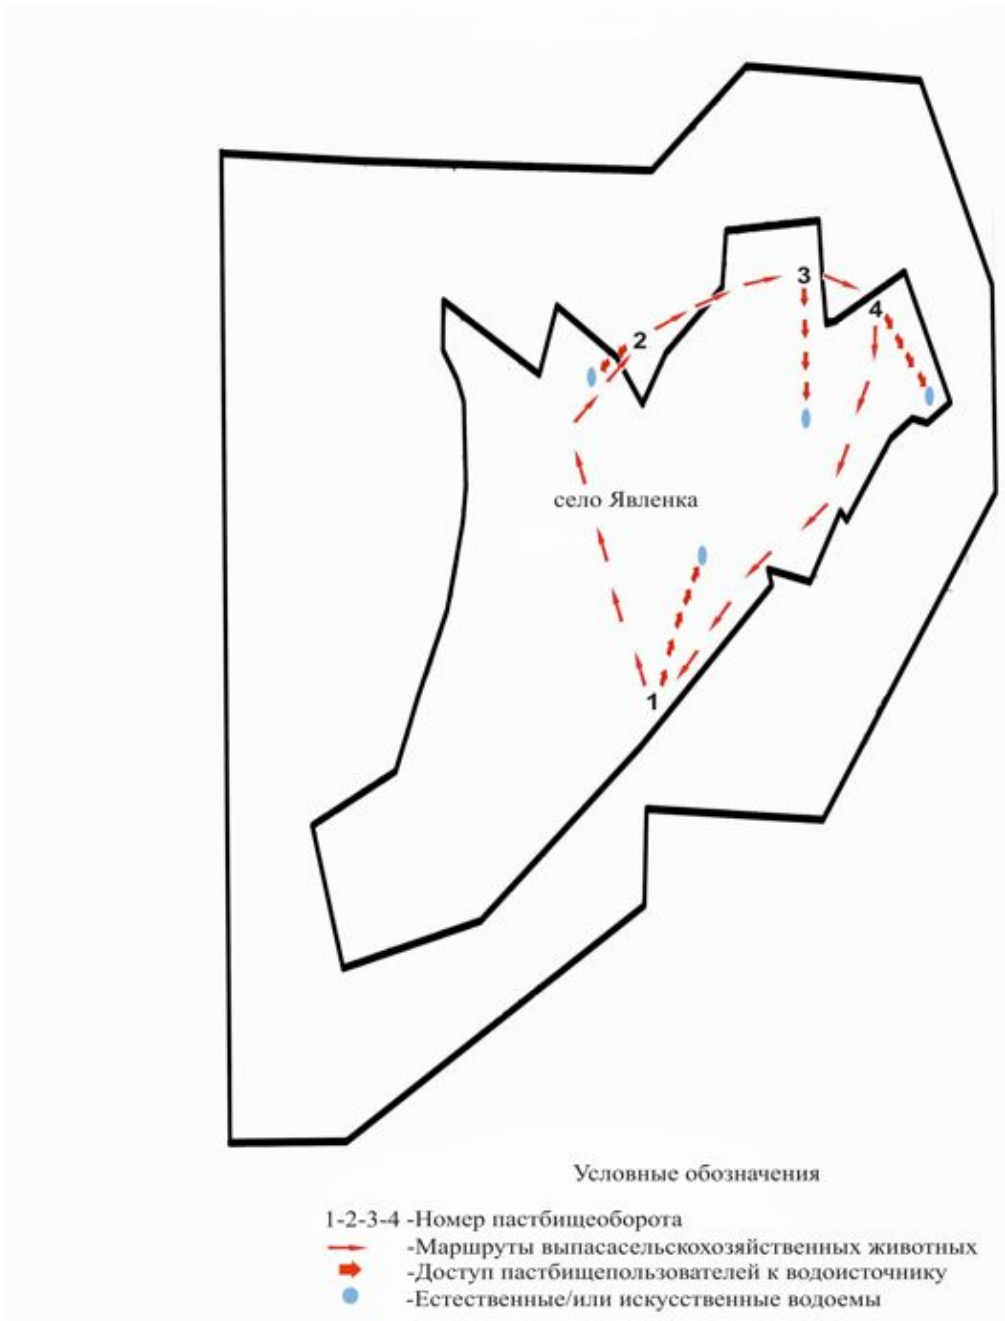 3
4
2
село Явленка
1
Условные обозначения
1-2-3-4 -Номер пастбищеоборота
-Маршруты выпасасельскохозяйственных животных
-Доступ пастбищепользователей к водоисточнику
-Естественные/или искусственные водоемы